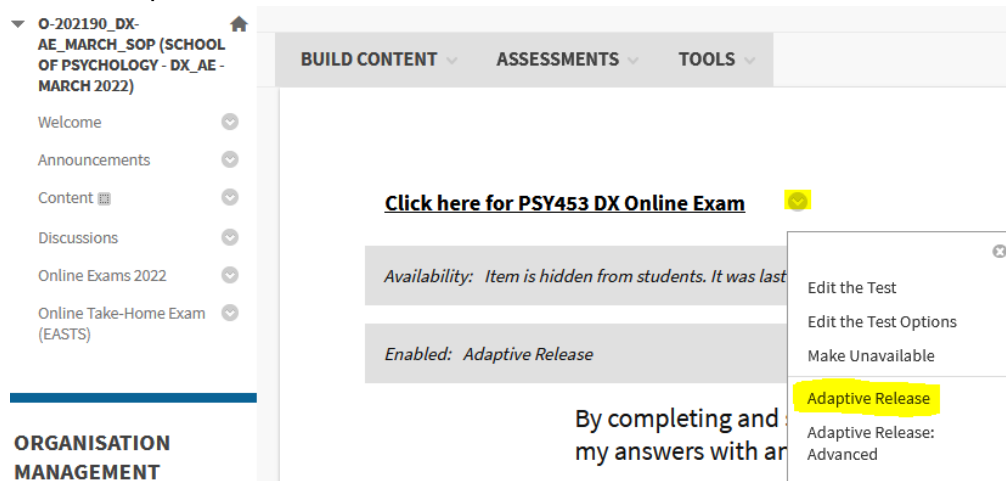 O-202190_DX-
AE_MARCH_SOP (SCHOOL
OF PSYCHOLOGY - DX_AE -
MARCH 2022)
Welcome
Announcements
Content
Discussions
Online Exams 2022
Online Take-Home Exam
(EASTS)
ORGANISATION
MANAGEMENT
BUILD CONTENT
ASSESSMENTS
TOOLS
Click here for PSY453 DX Online Exam
Availability: Item is hidden from students. It was last
Enabled: Adaptive Release
By completing and
my answers with an
Edit the Test
Edit the Test Options
Make Unavailable
Adaptive Release
Adaptive Release:
Advanced